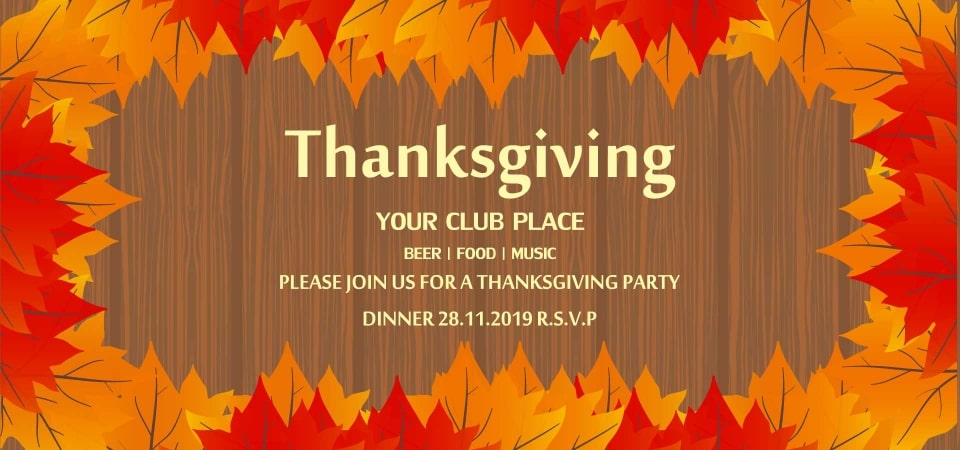 Thanksgiving
YOUR CLUB PLACE
BEER | FOOD | MUSIC
PLEASE JOIN US FOR A THANKSGIVING PARTY
DINNER 28.11.2019 R.S.V.P